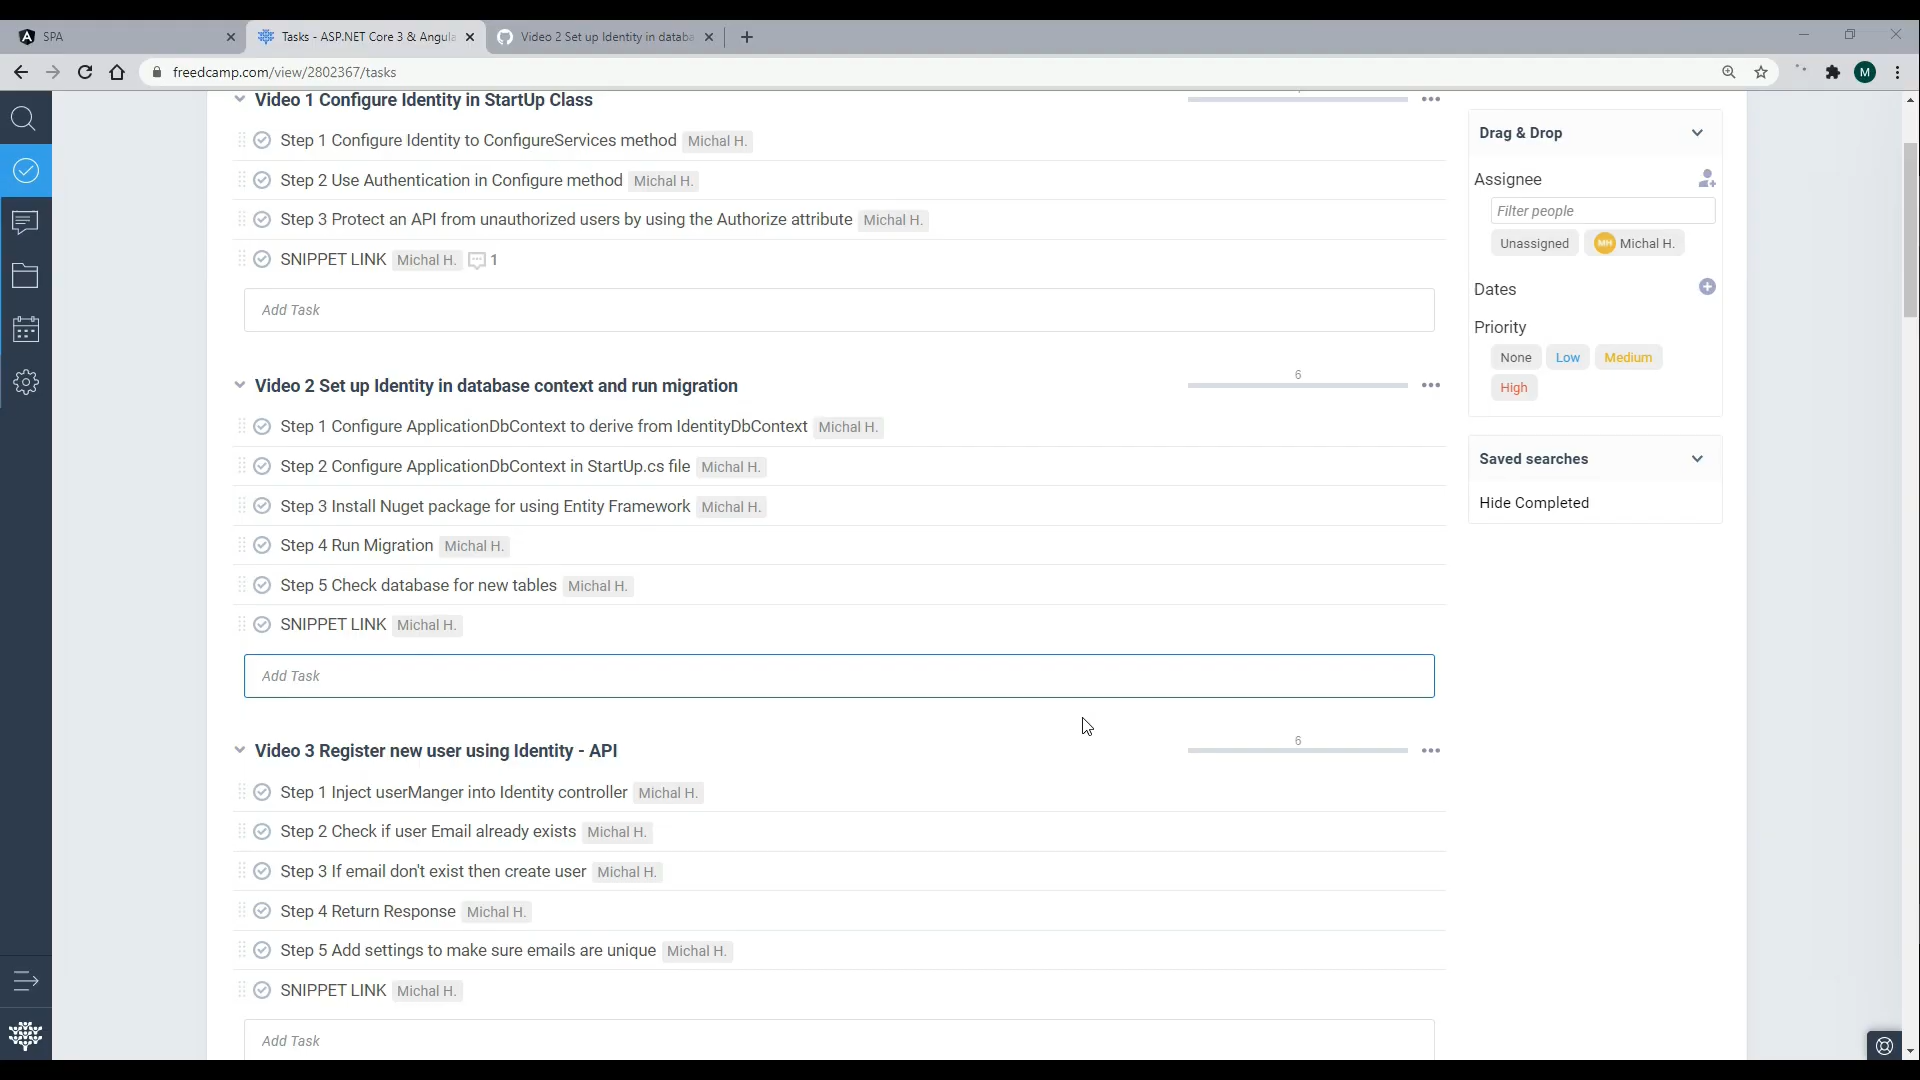 SPA
Tasks - ASP.NET Core 3 & Angula
Video 2 Set up Identity in databa
freedcamp.com/view/2802367/tasks
M
Video 1 Configure Identity in StartUp Class
Step 1 Configure Identity to ConfigureServices method Michal H.
Step 2 Use Authentication in Configure method Michal H.
Step 3 Protect an API from unauthorized users by using the Authorize attribute Michal H.
SNIPPET LINK Michal H. 1
Add Task
Video 2 Set up Identity in database context and run migration
6
Step 1 Configure ApplicationDbContext to derive from IdentityDbContext Michal H.
Step 2 Configure ApplicationDbContext in StartUp.cs file Michal H.
Step 3 Install Nuget package for using Entity Framework Michal H.
Step 4 Run Migration Michal H.
Step 5 Check database for new tables Michal H.
SNIPPET LINK Michal H.
Add Task
Video 3 Register new user using Identity - API
6
Step 1 Inject userManger into Identity controller Michal H.
Step 2 Check if user Email already exists Michal H.
Step 3 If email don't exist then create user Michal H.
Step 4 Return Response Michal H.
Step 5 Add settings to make sure emails are unique Michal H.
SNIPPET LINK Michal H.
Add Task
Drag & Drop
Assignee
Filter people
Unassigned
MH Michal H.
Dates
Priority
None Low Medium
High
Saved searches
Hide Completed